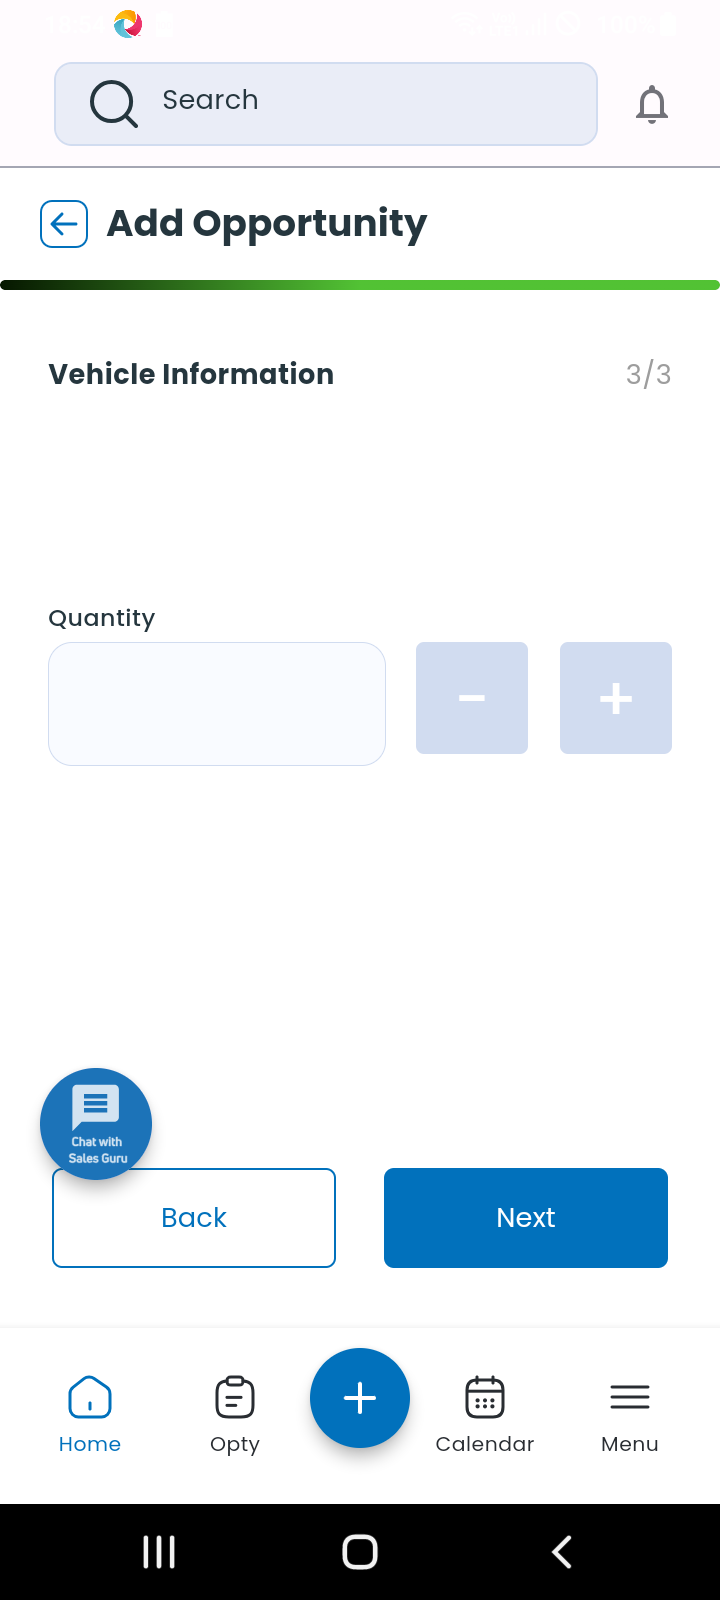 Search
Add Opportunity
Vehicle Information
3/3
Quantity
Chat with
Sales Guru
Back
Next
Home
Opty
Calendar
Menu